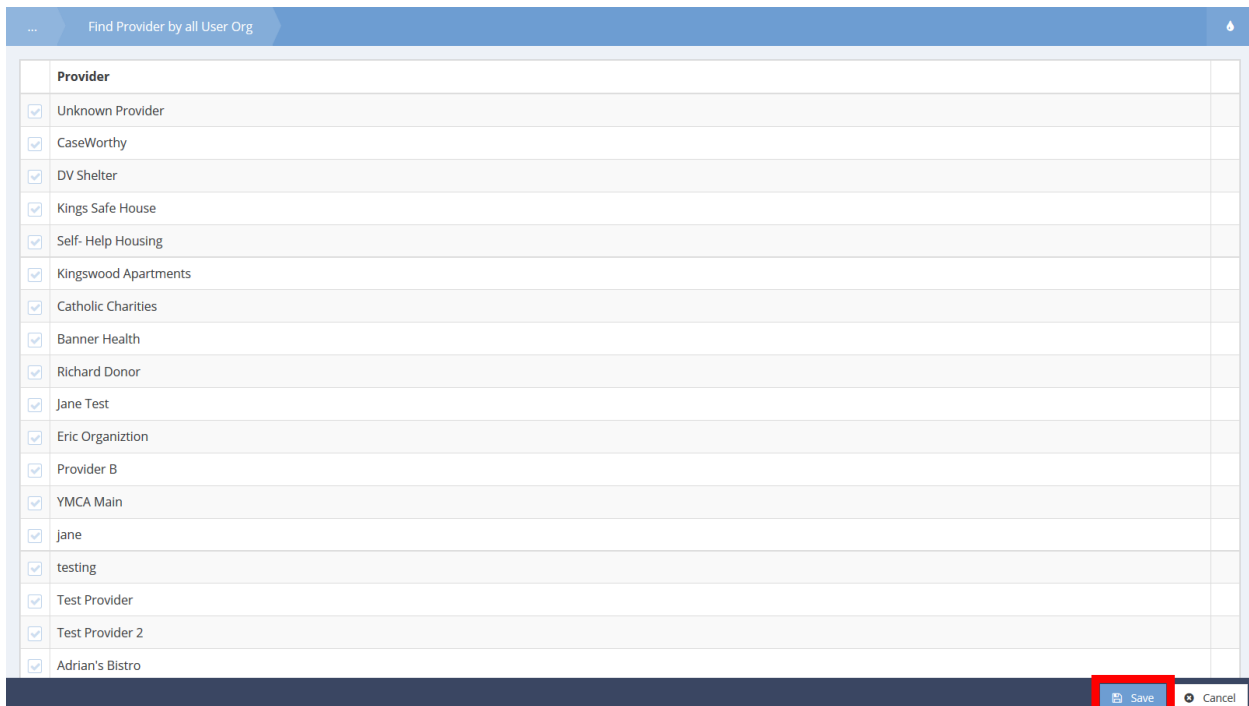 ... Find Provider by all User Org
Provider
Unknown Provider
CaseWorthy
DV Shelter
Kings Safe House
Self- Help Housing
Kingswood Apartments
Catholic Charities
Banner Health
Richard Donor
Jane Test
Eric Organiztion
Provider B
YMCA Main
jane
testing
Test Provider
Test Provider 2
Adrian's Bistro
Save Cancel